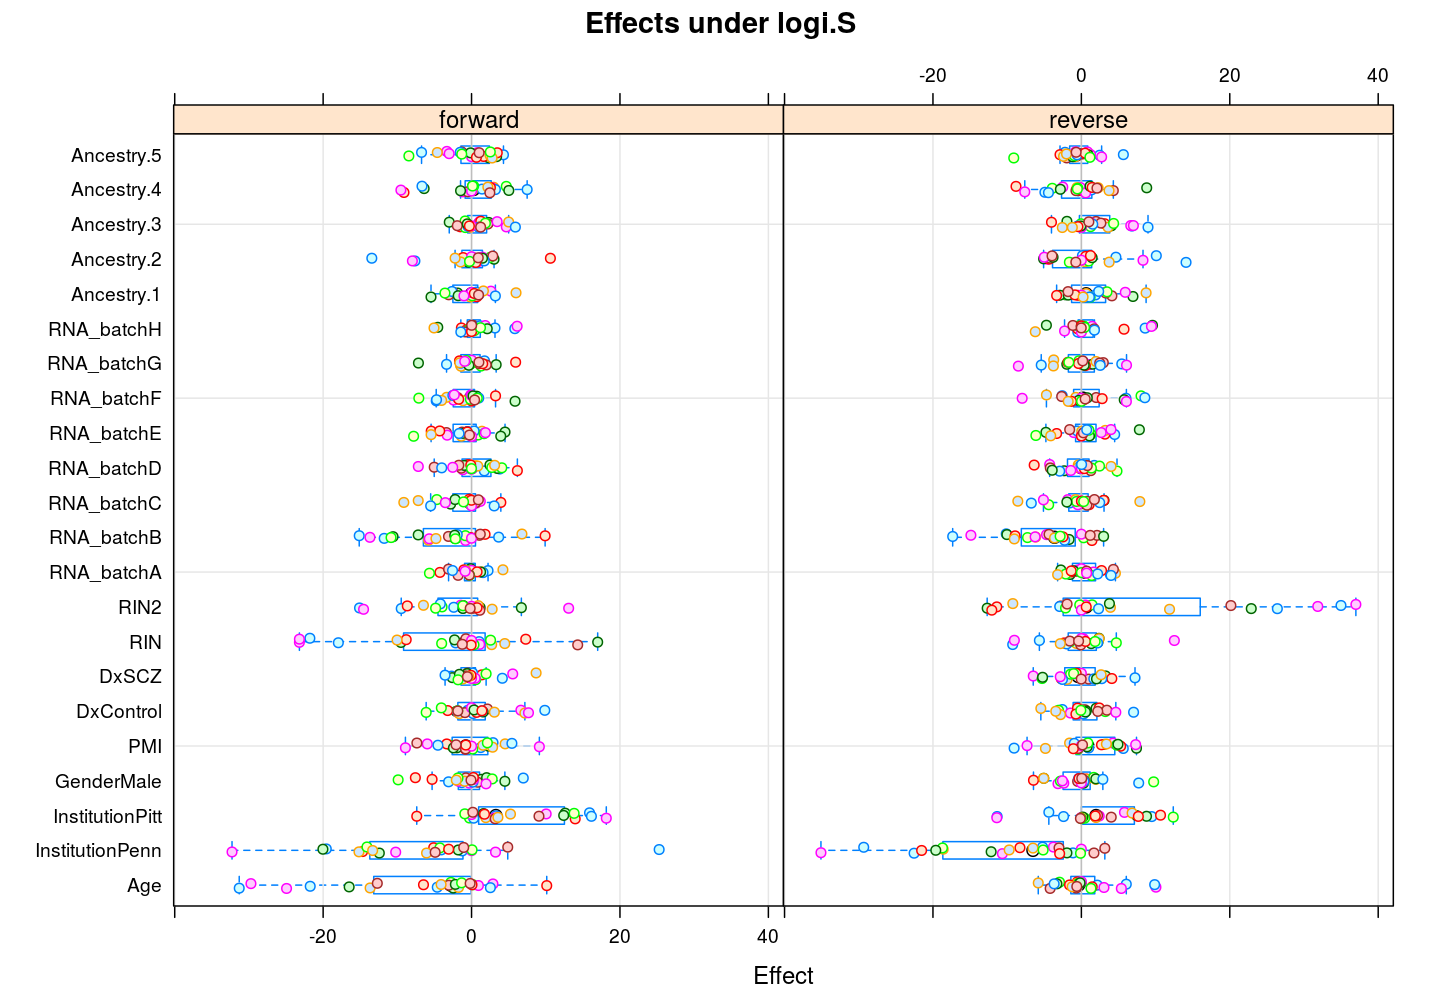 Effects under logi.S
-20 0 20 40
forward reverse
Ancestry.5
Ancestry.4
Ancestry.3
Ancestry.2
Ancestry.1
RNA_batchH
RNA_batchG
RNA_batchF
RNA_batchE
RNA_batchD
RNA_batchC
RNA_batchB
RNA_batchA
RIN2
RIN
DxSCZ
DxControl
PMI
GenderMale
InstitutionPitt
InstitutionPenn
Age
-20 0 20 40
Effect